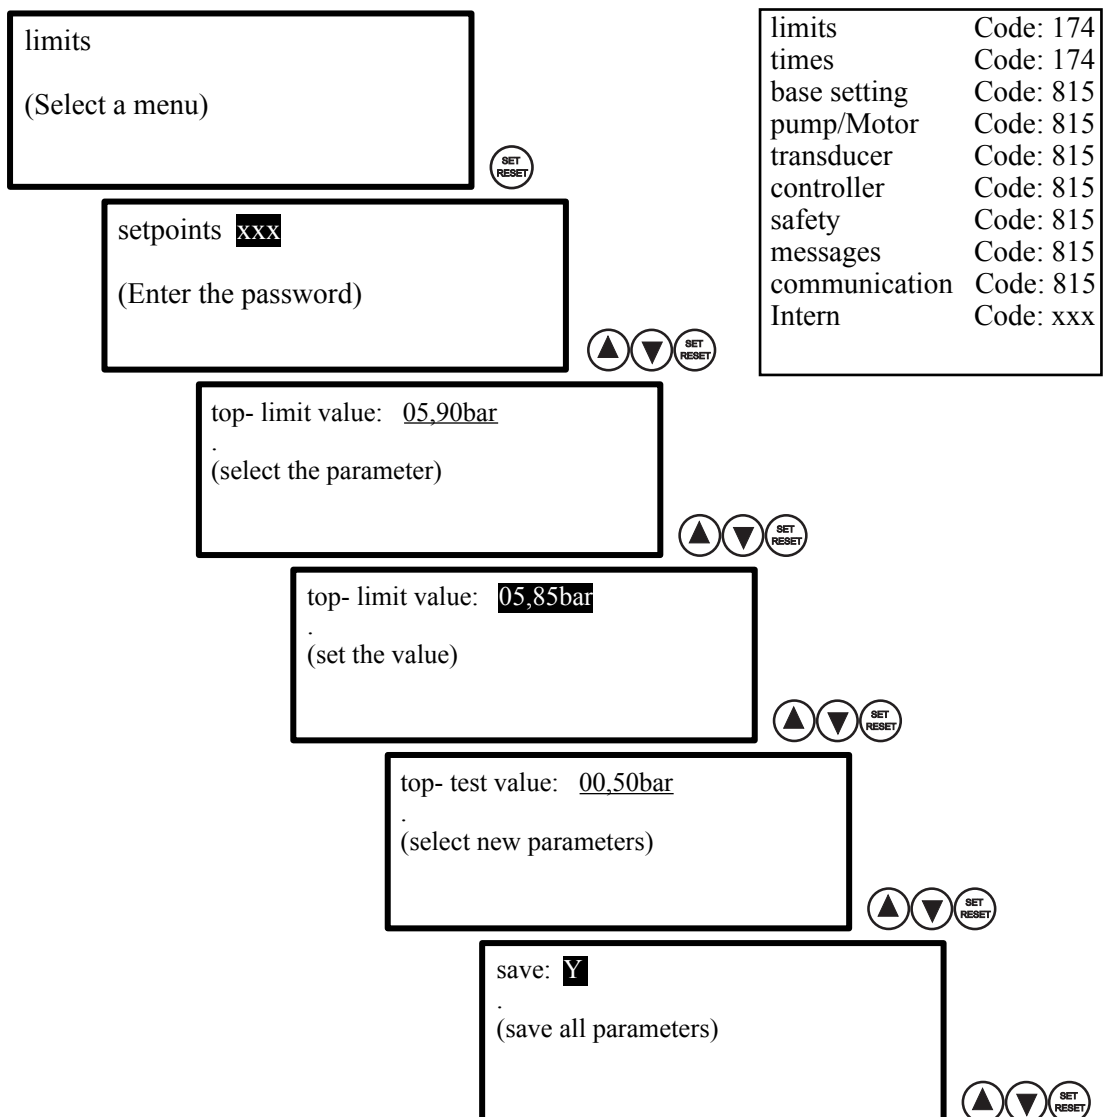 limits
(Select a menu)
SET
RESET
limits Code: 174
times Code: 174
base setting Code: 815
pump/Motor Code: 815
transducer Code: 815
controller Code: 815
safety Code: 815
messages Code: 815
communication Code: 815
Intern Code: xxx
setpoints xxx
(Enter the password)
SET
RESET
top- limit value: 05,90bar
.
(select the parameter)
SET
RESET
top- limit value: 05,85bar
.
(set the value)
SET
RESET
top- test value: 00,50bar
.
(select new parameters)
SET
RESET
save: Y
.
(save all parameters)
SET
RESET